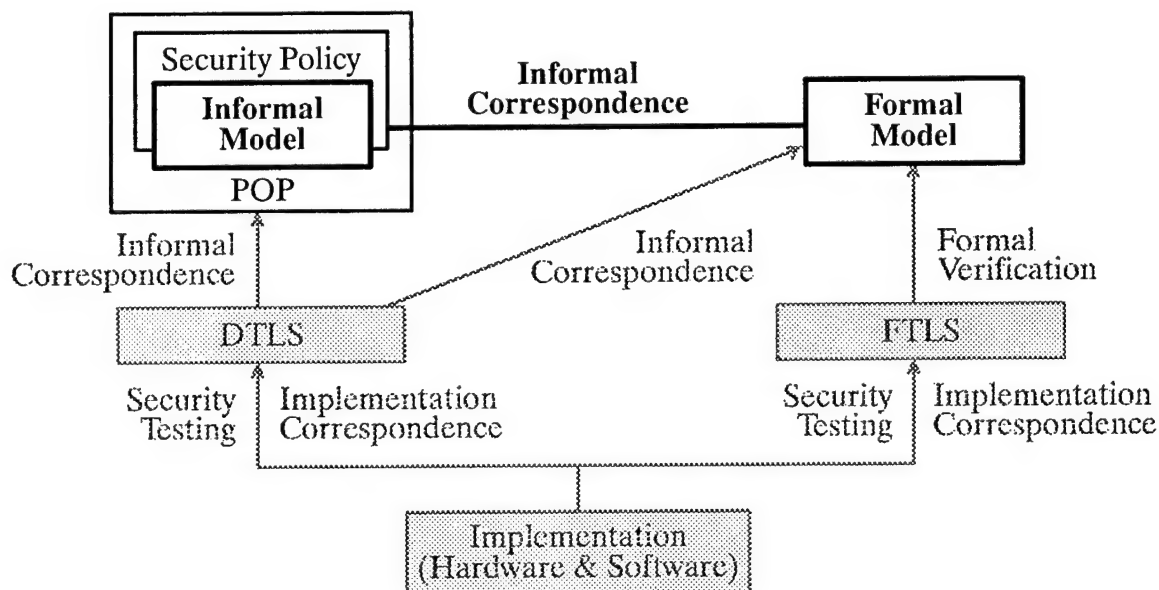 Security Policy
Informal
Model
POP
Informal
Correspondence
Formal
Model
Informal
Correspondence
Informal
Correspondence
Formal
Verification
DTLS
FTLS
Security
Testing
Implementation
Correspondence
Security
Testing
Implementation
Correspondence
Implementation
(Hardware & Software)